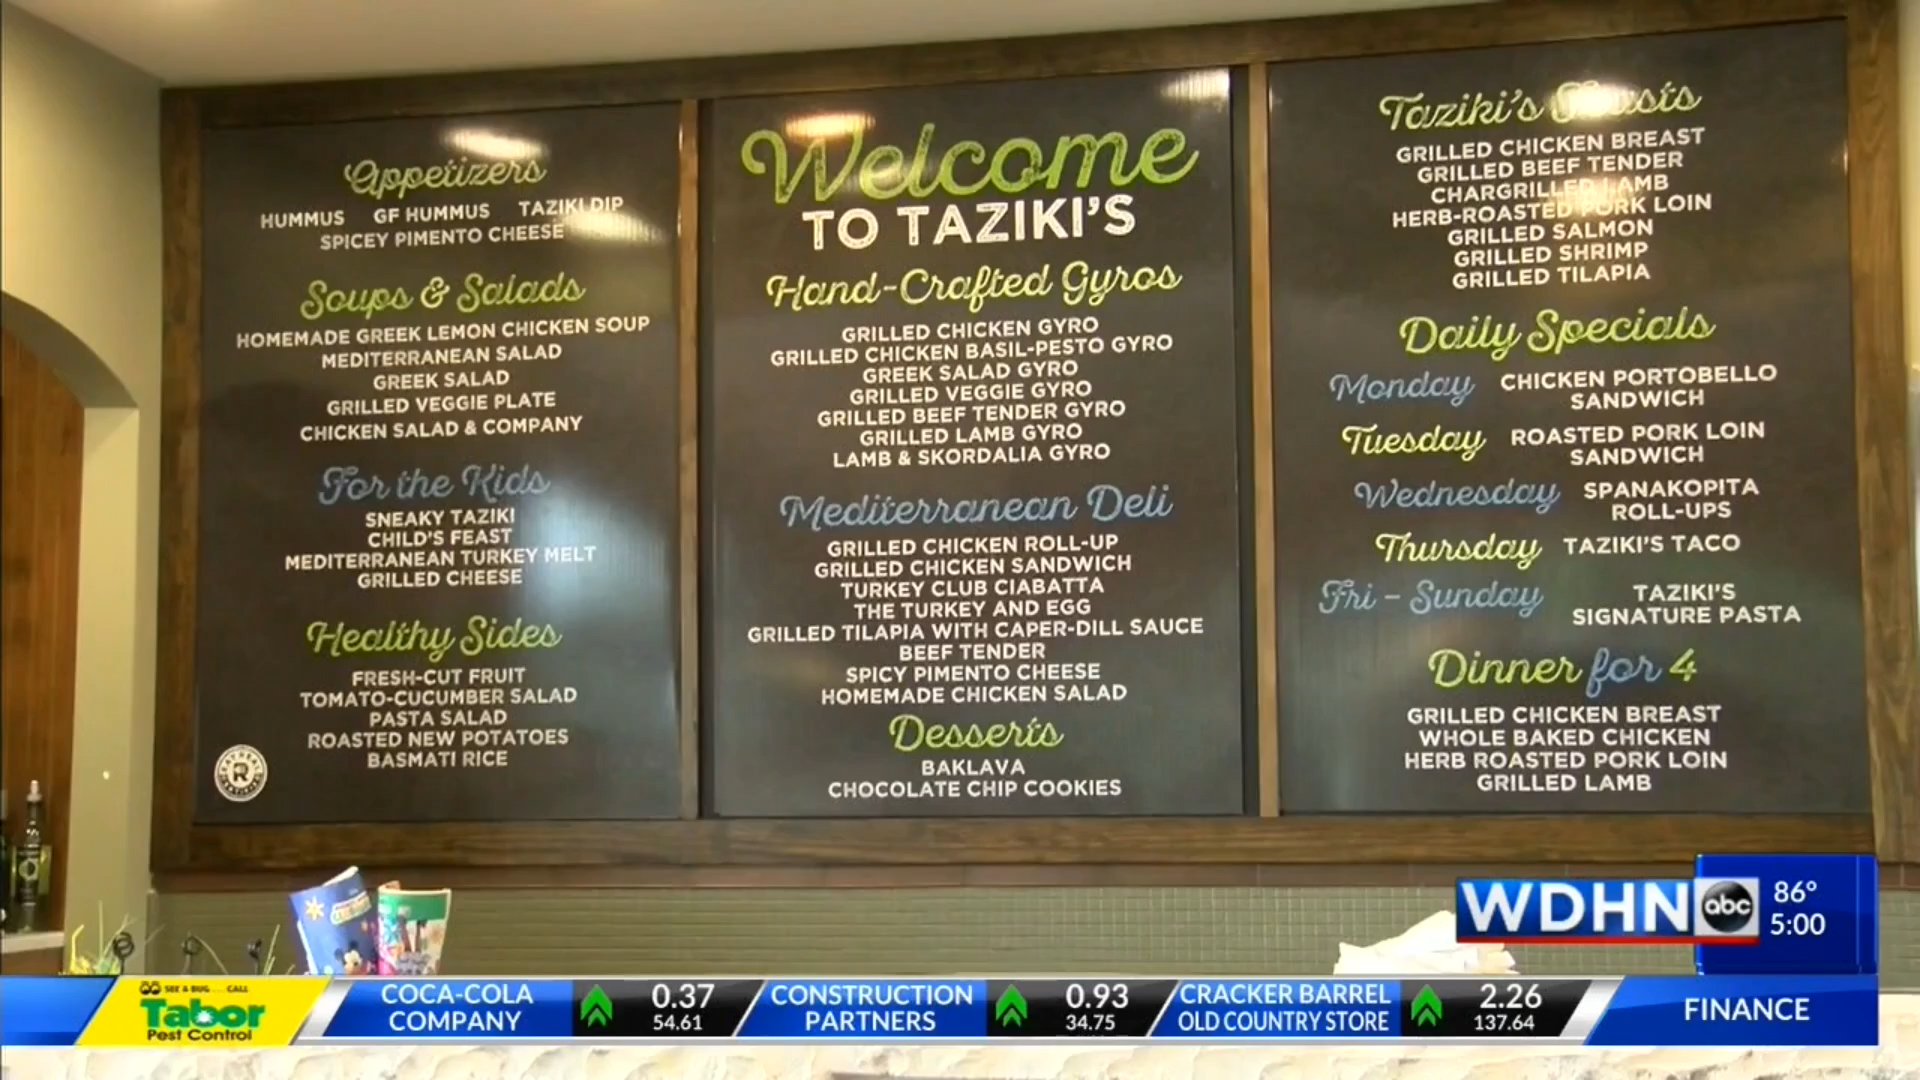 Appetizers
HUMMUS GF HUMMUS TAZIKI DIP
SPICEY PIMENTO CHEESE
Soups & Salads
HOMEMADE GREEK LEMON CHICKEN SOUP
MEDITERRANEAN SALAD
GREEK SALAD
GRILLED VEGGIE PLATE
CHICKEN SALAD & COMPANY
For the Kids
SNEAKY TAZIKI
CHILD'S FEAST
MEDITERRANEAN TURKEY MELT
GRILLED CHEESE
Healthy Sides
FRESH-CUT FRUIT
TOMATO-CUCUMBER SALAD
PASTA SALAD
ROASTED NEW POTATOES
BASMATI RICE
R
Welcome
TO TAZIKI'S
Hand-Crafted Gyros
GRILLED CHICKEN GYRO
GRILLED CHICKEN BASIL-PESTO GYRO
GREEK SALAD GYRO
GRILLED VEGGIE GYRO
GRILLED BEEF TENDER GYRO
GRILLED LAMB GYRO
LAMB & SKORDALIA GYRO
Mediterranean Deli
GRILLED CHICKEN ROLL-UP
GRILLED CHICKEN SANDWICH
TURKEY CLUB CIABATTA
THE TURKEY AND EGG
GRILLED TILAPIA WITH CAPER-DILL SAUCE
BEEF TENDER
SPICY PIMENTO CHEESE
HOMEMADE CHICKEN SALAD
Desserts
BAKLAVA
CHOCOLATE CHIP COOKIES
Taziki's
GRILLED CHICKEN BREAST
GRILLED BEEF TENDER
CHARGRILLED LAMB
HERB-ROASTED PORK LOIN
GRILLED SALMON
GRILLED SHRIMP
GRILLED TILAPIA
Daily Specials
Monday CHICKEN PORTOBELLO
SANDWICH
Tuesday ROASTED PORK LOIN
SANDWICH
Wednesday SPANAKOPITA
ROLL-UPS
Thursday TAZIKI'S TACO
Fri - Sunday TAZIKI'S
SIGNATURE PASTA
Dinner for 4
GRILLED CHICKEN BREAST
WHOLE BAKED CHICKEN
HERB ROASTED PORK LOIN
GRILLED LAMB
WDHN abc 86°
5:00
SEE A BUG... CALL
Tabor
Pest Control
COCA-COLA
COMPANY
0.37
54.61
CONSTRUCTION
PARTNERS
0.93
34.75
CRACKER BARREL
OLD COUNTRY STORE
2.26
137.64
FINANCE